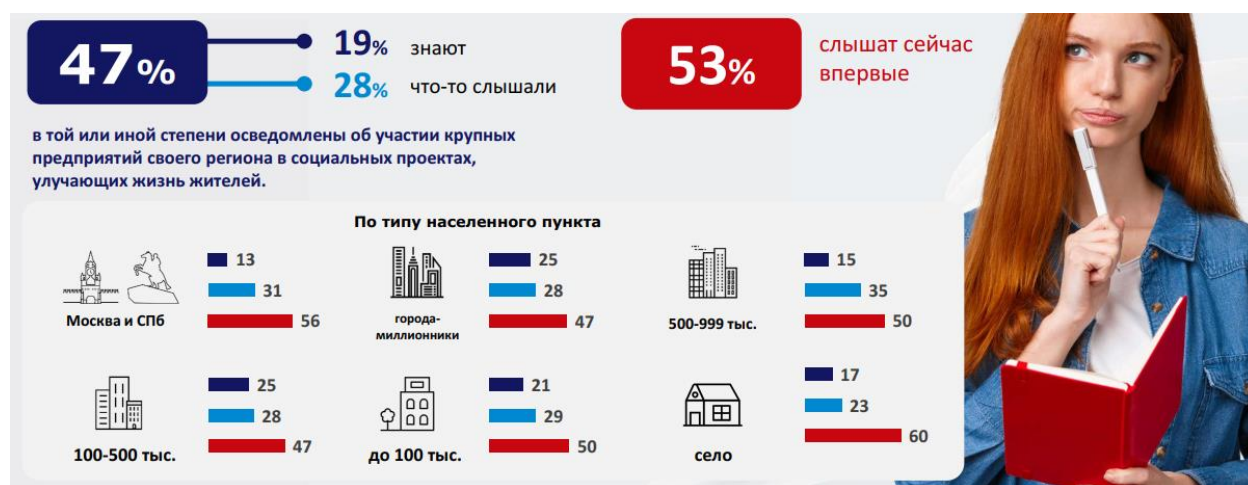 47%
19% знают
28% что-то слышали
53%
слышат сейчас
впервые
в той или иной степени осведомлены об участии крупных
предприятий своего региона в социальных проектах,
улучающих жизнь жителей.
По типу населенного пункта
13
31
56
Москва и СПб
25
28
47
города-
миллионники
15
35
50
500-999 тыс.
25
28
47
100-500 тыс.
21
29
50
до 100 тыс.
17
23
60
село